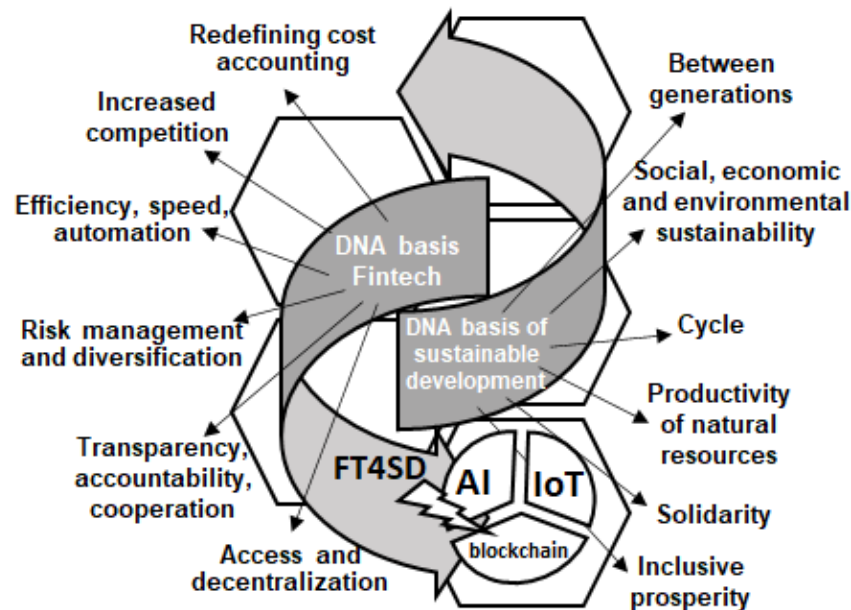 Redefining cost
accounting
Increased
competition
Efficiency, speed,
automation
Risk management
and diversification
Transparency,
accountability,
cooperation
Access and
decentralization
DNA basis
Fintech
DNA basis of
sustainable
development
Between
generations
Social, economic
and environmental
sustainability
Cycle
Productivity
of natural
resources
Solidarity
Inclusive
prosperity
FT4SD
AI
IoT
blockchain